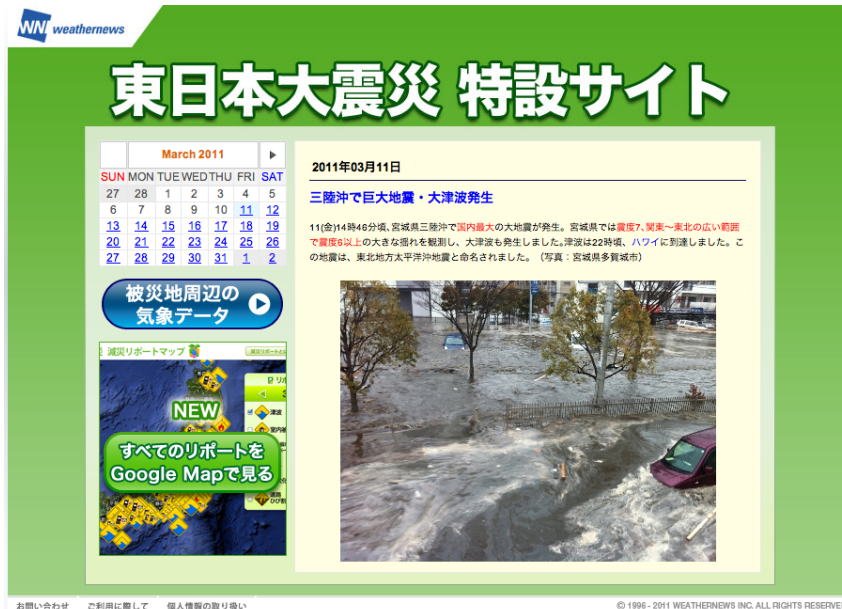 WNI weathernews
東日本大震災 特設サイト
March 2011
SUN MON TUE WED THU FRI SAT
27 28 1 2 3 4 5
6 7 8 9 10 11 12
13 14 15 16 17 18 19
20 21 22 23 24 25 26
27 28 29 30 31 1 2
被災地周辺の
気象データ
減災リポートマップ
NEW
津波
すべてのリポートを
Google Mapで見る
2011年03月11日
三陸沖で巨大地震・大津波発生
11(金)14時46分頃、宮城県三陸沖で国内最大の大地震が発生。宮城県では震度7、関東～東北の広い範囲
で震度6以上の大きな揺れを観測し、大津波も発生しました。津波は22時頃、ハワイに到達しました。こ
の地震は、東北地方太平洋沖地震と命名されました。（写真：宮城県多賀城市）
お問い合わせ ご利用に際して 個人情報の取り扱い
© 1996 - 2011 WEATHERNEWS INC. ALL RIGHTS RESERVE